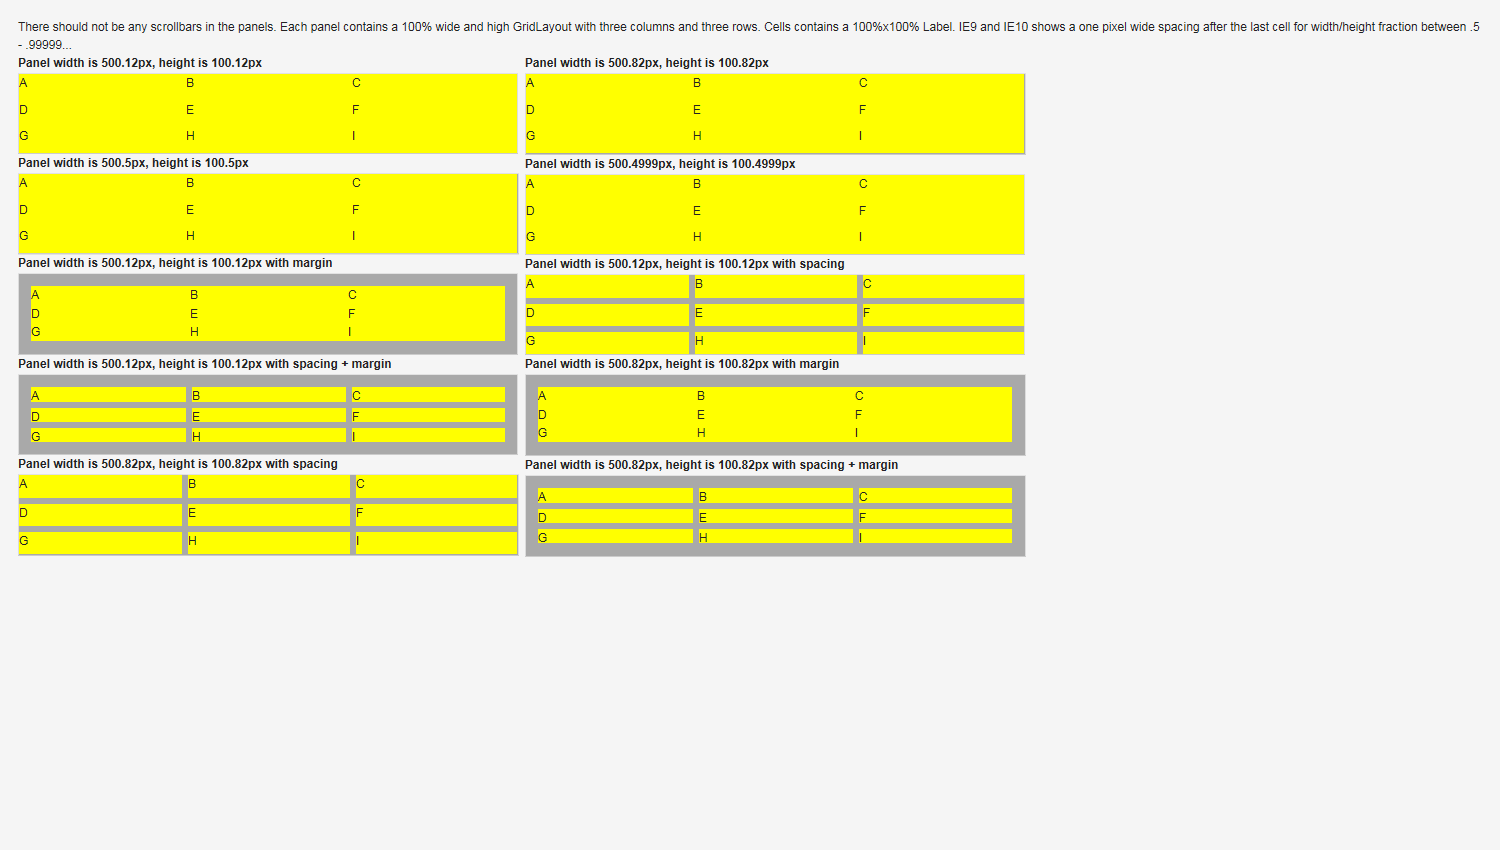 There should not be any scrollbars in the panels. Each panel contains a 100% wide and high GridLayout with three columns and three rows. Cells contains a 100%x100% Label. IE9 and IE10 shows a one pixel wide spacing after the last cell for width/height fraction between .5
- .99999...
Panel width is 500.12px, height is 100.12px
A B C
D E F
G H I
Panel width is 500.82px, height is 100.82px
A B C
D E F
G H I
Panel width is 500.5px, height is 100.5px
A B C
D E F
G H I
Panel width is 500.4999px, height is 100.4999px
A B C
D E F
G H I
Panel width is 500.12px, height is 100.12px with margin
A B C
D E F
G H I
Panel width is 500.12px, height is 100.12px with spacing
A B C
D E F
G H I
Panel width is 500.12px, height is 100.12px with spacing + margin
A B C
D E F
G H I
Panel width is 500.82px, height is 100.82px with margin
A B C
D E F
G H I
Panel width is 500.82px, height is 100.82px with spacing
A B C
D E F
G H I
Panel width is 500.82px, height is 100.82px with spacing + margin
A B C
D E F
G H I